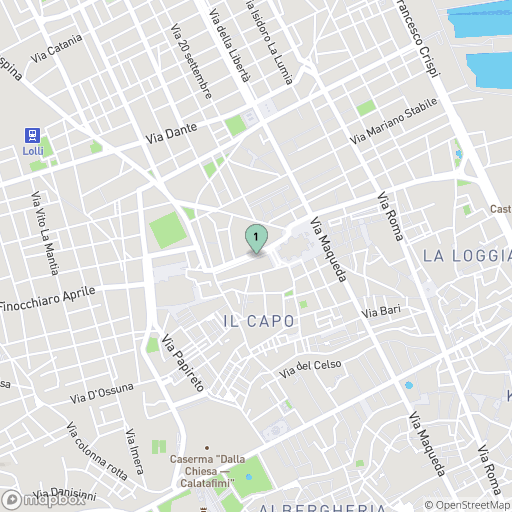 Via Catania
Via 20 settembre
Via della Libertà
Via Isidoro La Lumia
Francesco Crispi
Spina
Via Dante
Via Mariano Stabile
Lolli
Via Vito La Mantia
Via Roma
Cast
1
Via Maqueda
LA LOGGIA
Finocchiaro Aprile
Via Bari
IL CAPO
Via Papireto
Via del Celso
Via D'Ossuna
K
Via colonna rotta
Via Imera
Via Maqueda
Caserma "Dalla
Chiesa —
Calatafimi"
Via Roma
Via Danisinni
ALBERGHERIA
mapbox
© OpenStreetMap